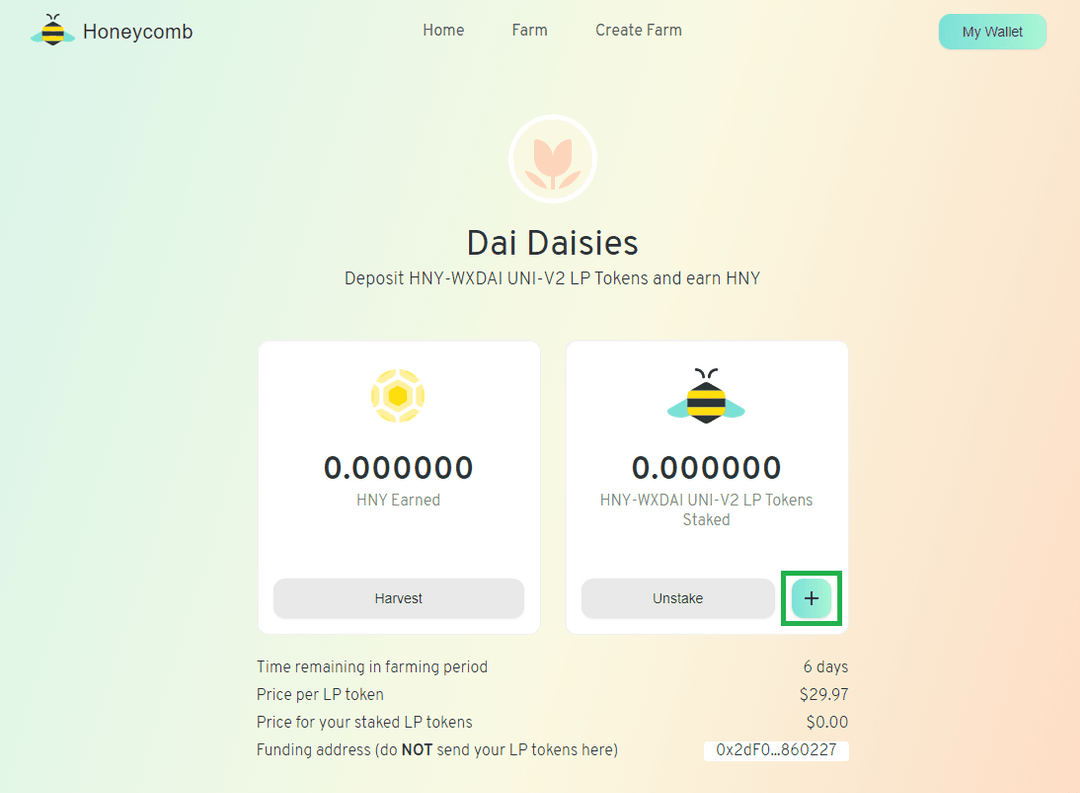 Honeycomb
Home
Farm
Create Farm
My Wallet
Dai Daisies
Deposit HNY-WXDAI UNI-V2 LP Tokens and earn HNY
0.000000
HNY Earned
Harvest
0.000000
HNY-WXDAI UNI-V2 LP Tokens
Staked
Unstake
+
Time remaining in farming period 6 days
Price per LP token $29.97
Price for your staked LP tokens $0.00
Funding address (do NOT send your LP tokens here) 0x2dF0...860227